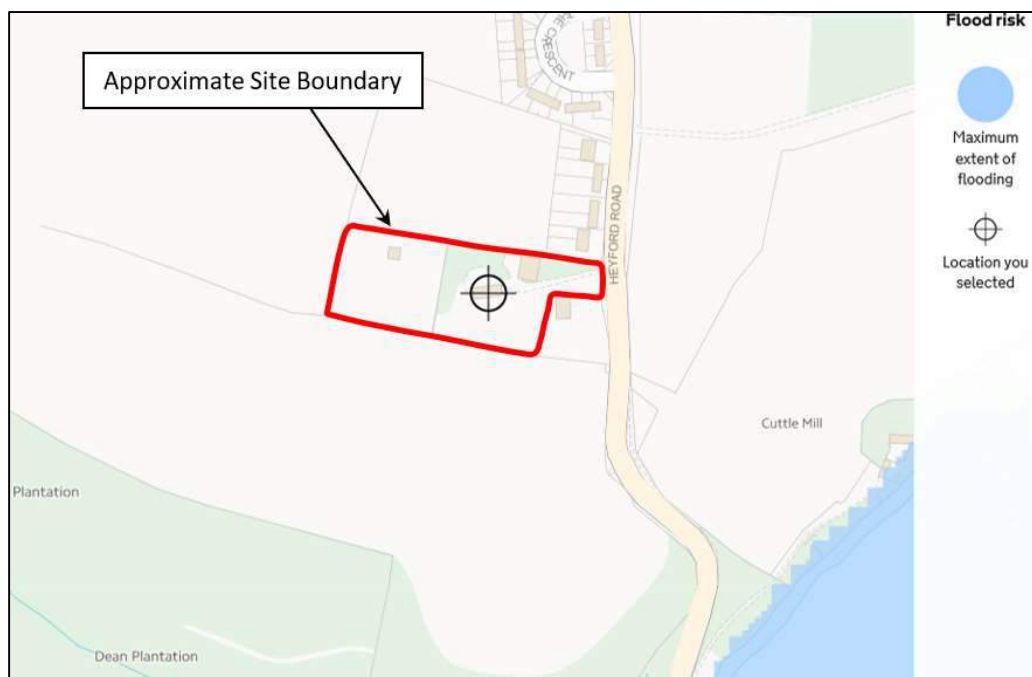 Flood risk
THE CRESCENT
Approximate Site Boundary
Maximum
extent of
flooding
HEYFORD ROAD
Location you
selected
Cuttle Mill
Plantation
Dean Plantation